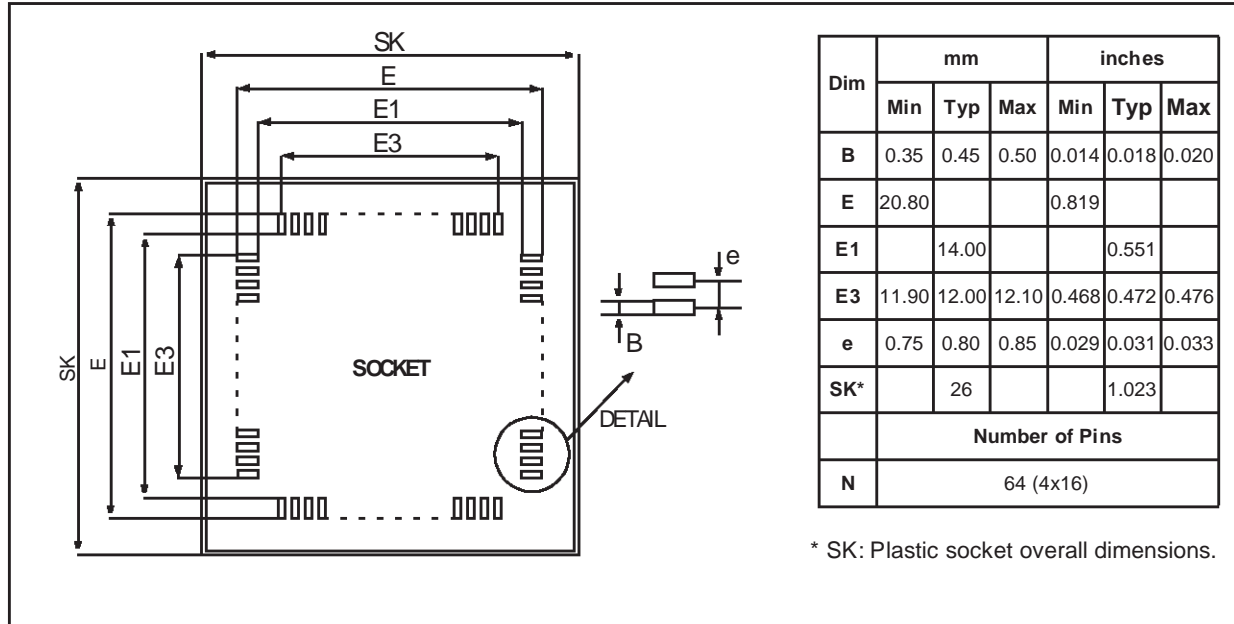 SK
E
E1
E3
SK
E
E1
E3
e
B
SOCKET
DETAIL
Dim mm inches
Min Typ Max Min Typ Max
B 0.35 0.45 0.50 0.014 0.018 0.020
E 20.80 0.819
E1 14.00 0.551
E3 11.90 12.00 12.10 0.468 0.472 0.476
e 0.75 0.80 0.85 0.029 0.031 0.033
SK* 26 1.023
Number of Pins
N 64 (4x16)
* SK: Plastic socket overall dimensions.